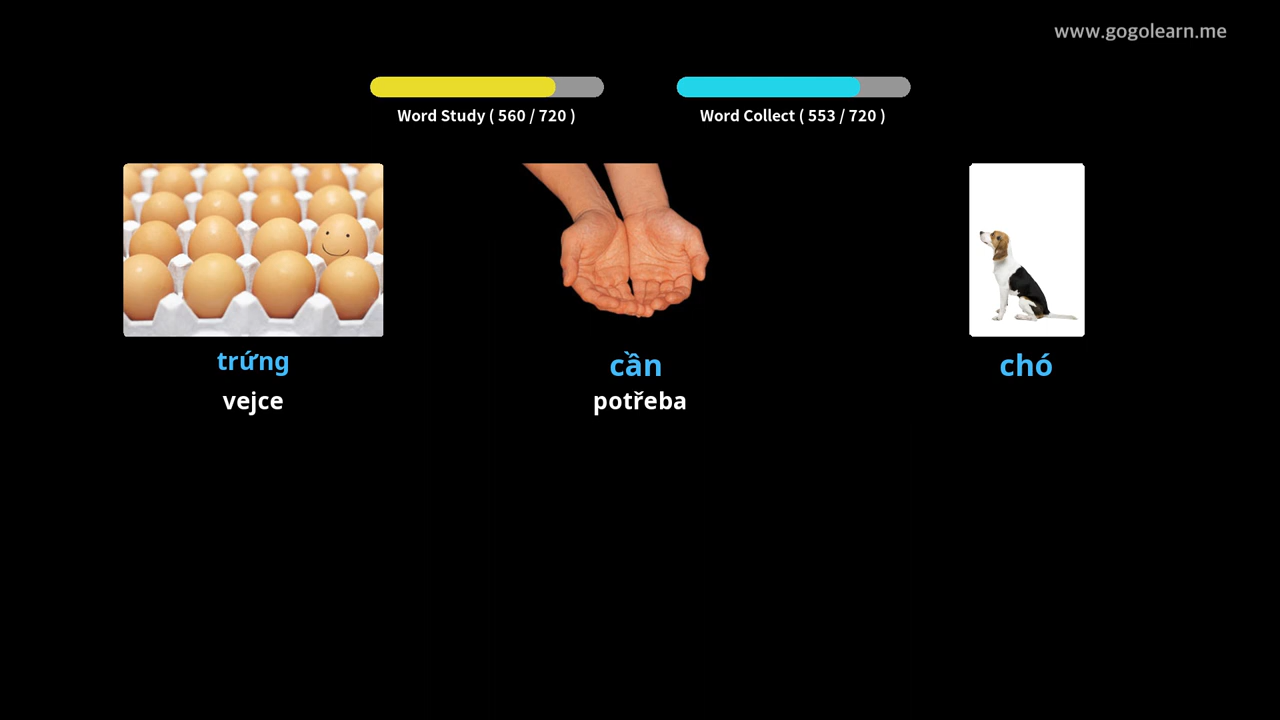 www.gogolearn.me
Word Study ( 560 / 720 )
Word Collect ( 553 / 720 )
trứng
vejce
cần
potřeba
chó